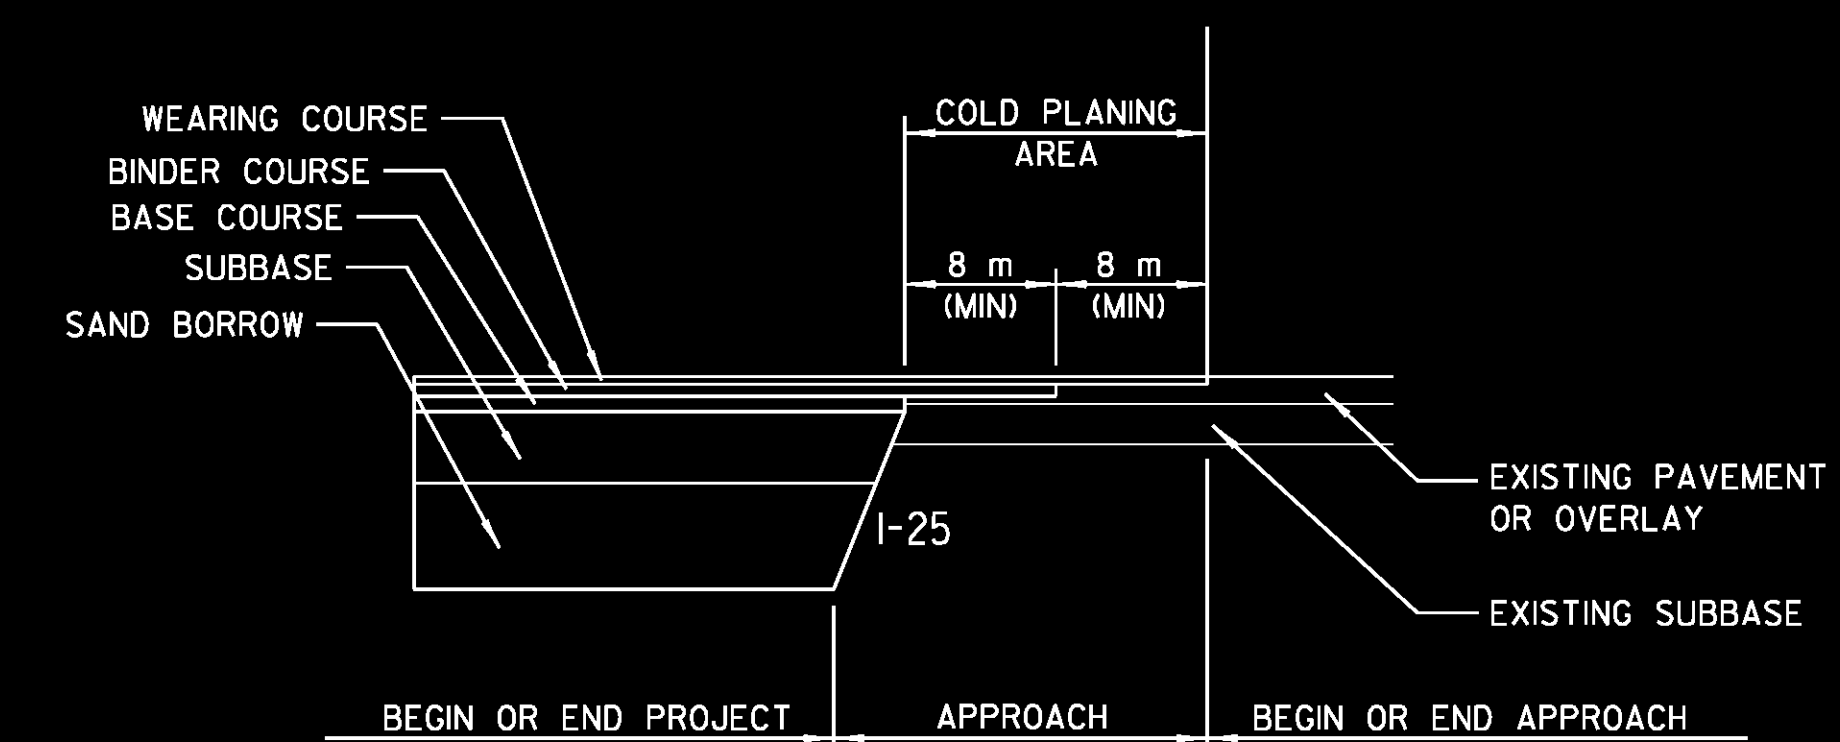 WEARING COURSE
BINDER COURSE
BASE COURSE
SUBBASE
SAND BORROW
COLD PLANING
AREA
8 m
(MIN)
8 m
(MIN)
1-25
EXISTING PAVEMENT
OR OVERLAY
EXISTING SUBBASE
BEGIN OR END PROJECT
APPROACH
BEGIN OR END APPROACH